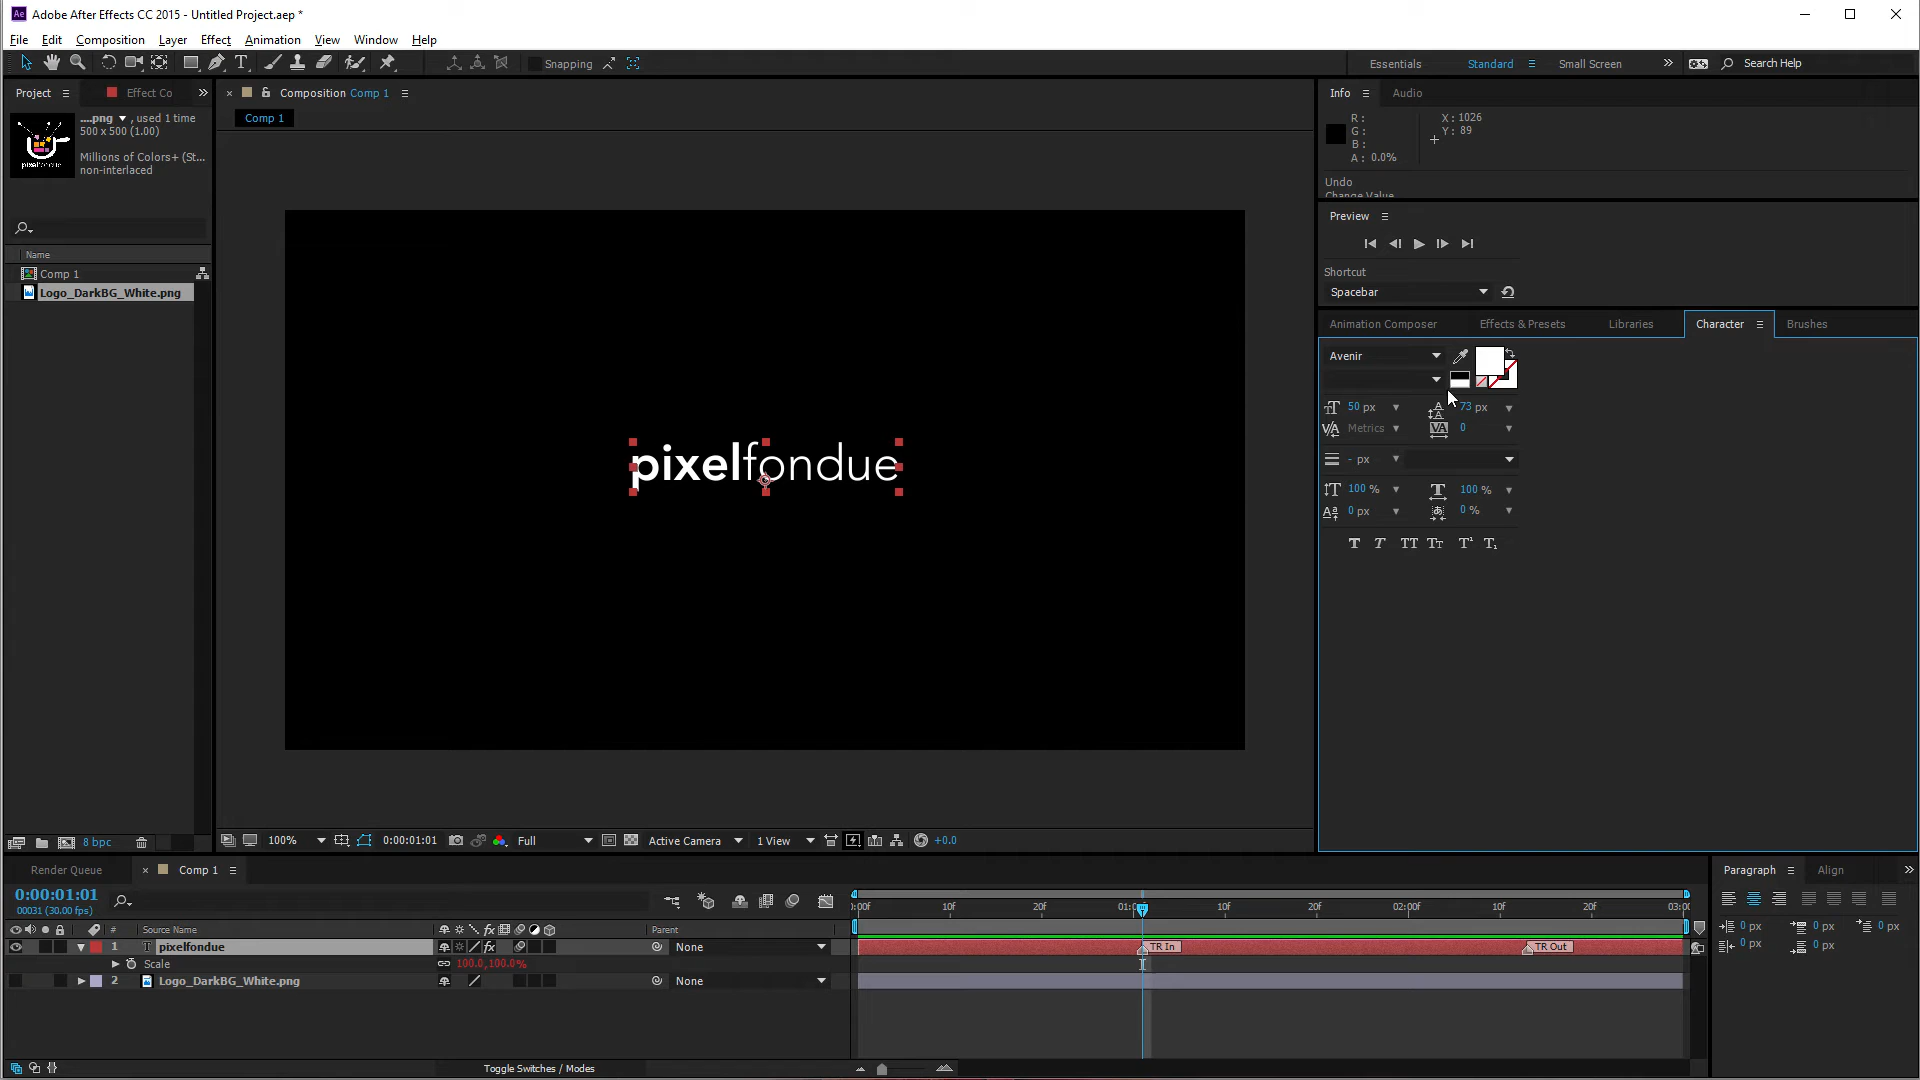 Adobe After Effects CC 2015 - Untitled Project.aep *
File Edit Composition Layer Effect Animation View Window Help
Snapping Essentials Standard Small Screen Search Help
Project Effect Co
Composition Comp 1
Info Audio
....png , used 1 time
500 x 500 (1.00)
Millions of Colors+ (St...
non-interlaced
pixelfondue
Comp 1
R :
G :
B :
A : 0.0%
X : 1026
Y : 89
Undo
Change Value
Preview
Shortcut
Spacebar
Name
Comp 1
Logo_DarkBG_White.png
Animation Composer Effects & Presets Libraries Character Brushes
Avenir
50 px 73 px
Metrics 0
- px
100 % 100 %
0 px 0 %
T T TT Tт T¹ T₁
pixelfondue
8 bpc
100% 0:00:01:01 Full Active Camera 1 View +0.0
Render Queue Comp 1
0:00:01:01
00031 (30.00 fps)
:00f 10f 20f 01:0 10f 20f 02:00f 10f 20f 03:00
# Source Name Parent
1 T pixelfondue None TR In TR Out
Scale 100.0,100.0%
2 Logo_DarkBG_White.png None
Toggle Switches / Modes
Paragraph Align
0 px 0 px 0 px
0 px 0 px